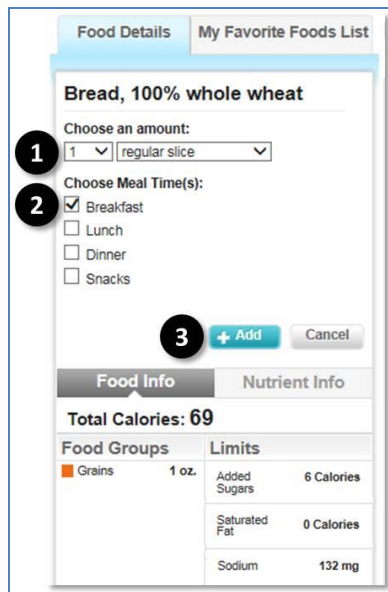 Food Details My Favorite Foods List
Bread, 100% whole wheat
Choose an amount:
1 1 regular slice
Choose Meal Time(s):
2 Breakfast
Lunch
Dinner
Snacks
3 + Add Cancel
Food Info Nutrient Info
Total Calories: 69
Food Groups Limits
Grains 1 oz. Added Sugars 6 Calories
Saturated Fat 0 Calories
Sodium 132 mg